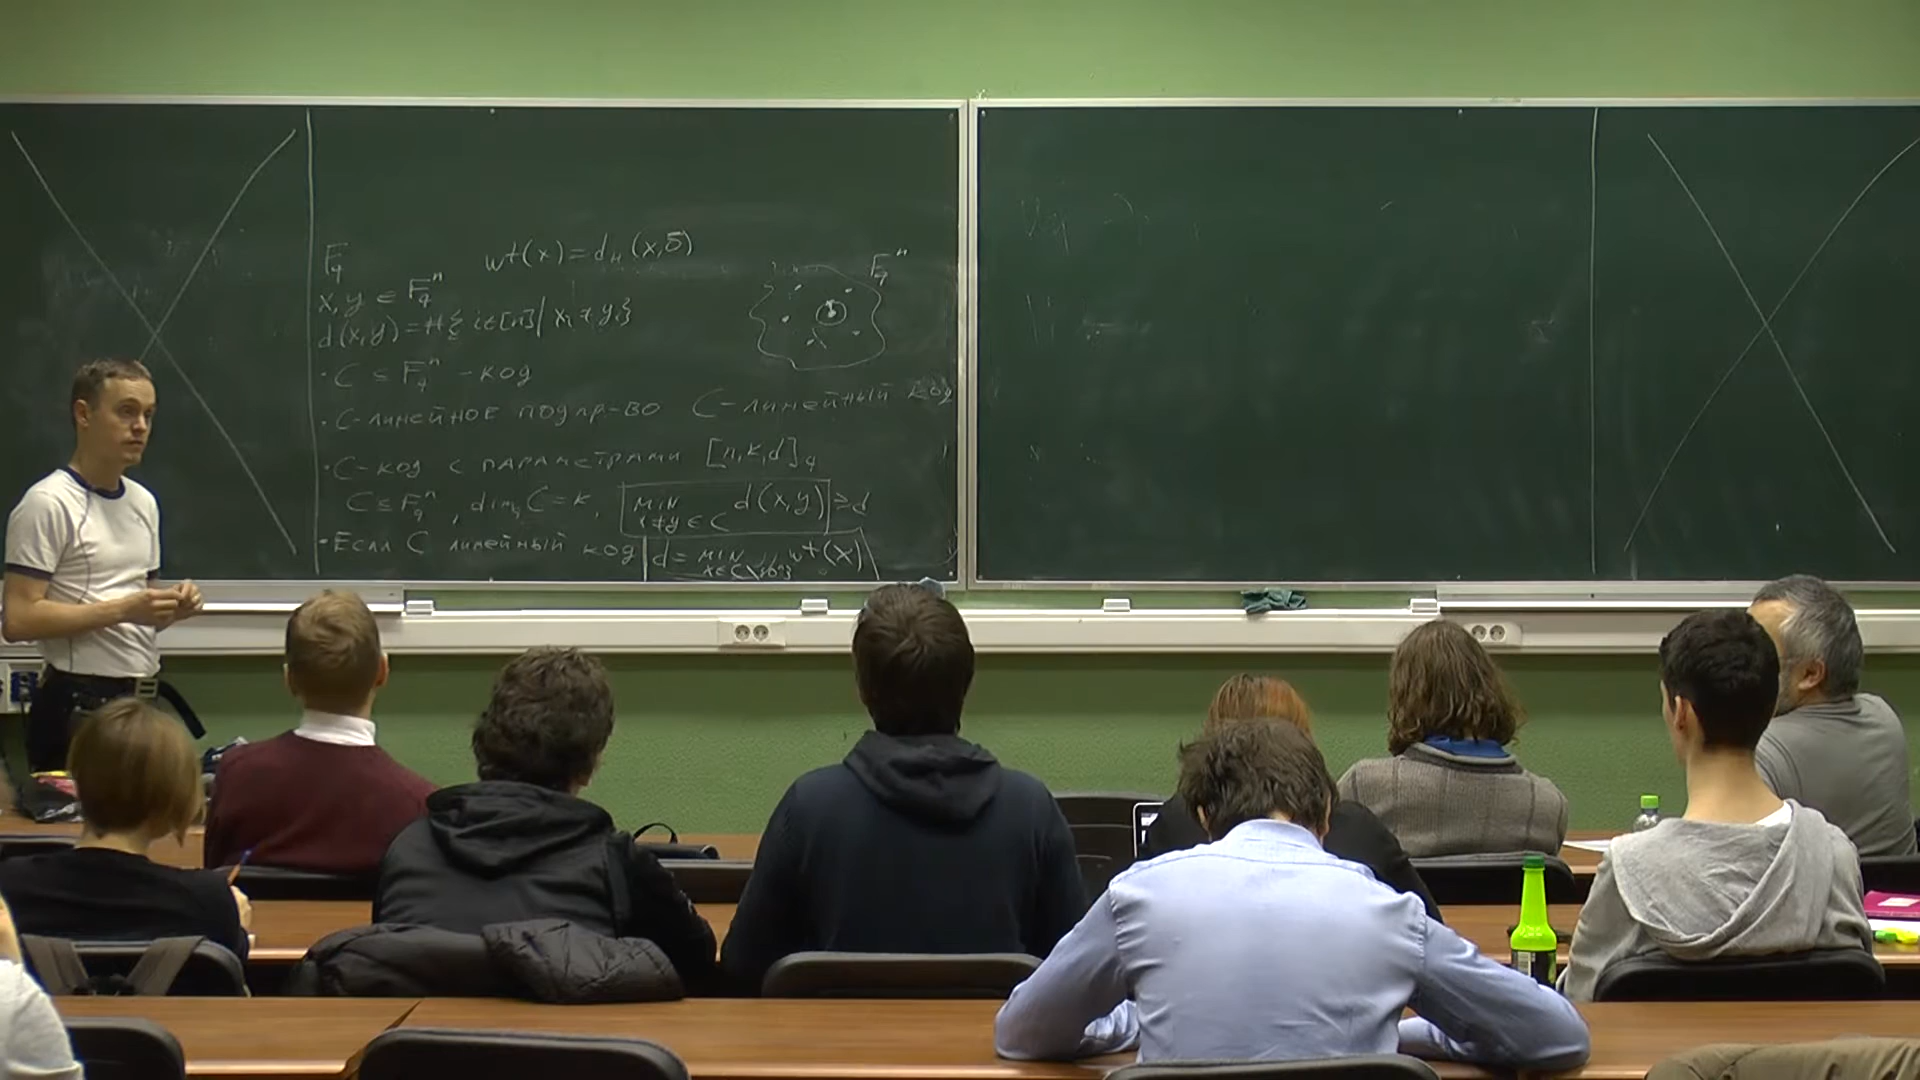 F_q
wt(x) = d_H(x, 0̄)
x, y ∈ F_q^n
d(x,y) = #{ i ∈ [n] | x_i ≠ y_i }
F_q^n
· C ⊆ F_q^n – код
· C – линейное подпр-во C – линейный код
· C – код с параметрами [n, k, d]_q
C ⊆ F_q^n, dim_q C = k, min_{x≠y ∈ C} d(x,y) ≥ d
· Если C линейный код d = min_{x∈C\{0^n}} wt(x)